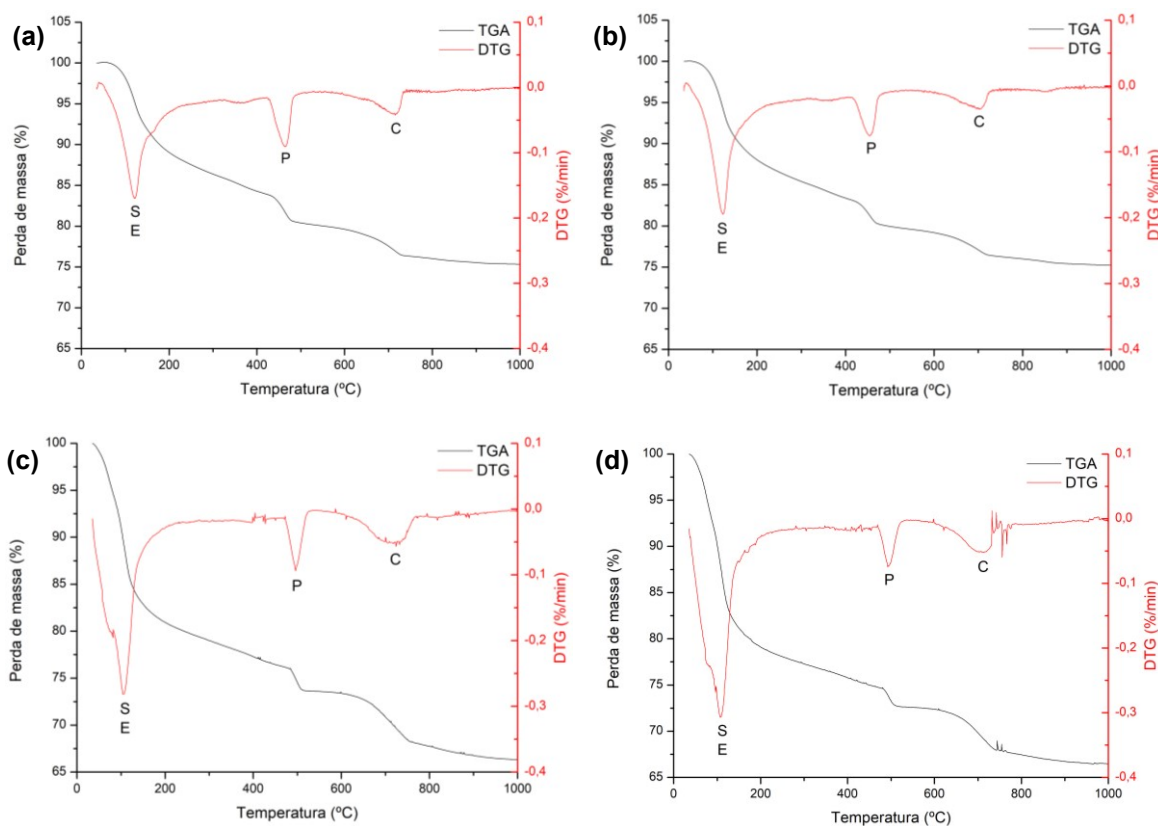 (a)
TGA
DTG
Perda de massa (%)
105
100
95
90
85
80
75
70
65
0,1
0,0
-0,1
-0,2
-0,3
-0,4
DTG (%/min)
S
E
P
C
0 200 400 600 800 1000
Temperatura (ºC)
(b)
TGA
DTG
Perda de massa (%)
105
100
95
90
85
80
75
70
65
0,1
0,0
-0,1
-0,2
-0,3
-0,4
DTG (%/min)
S
E
P
C
0 200 400 600 800 1000
Temperatura (ºC)
(c)
TGA
DTG
Perda de massa (%)
100
95
90
85
80
75
70
65
0,1
0,0
-0,1
-0,2
-0,3
-0,4
DTG (%/min)
S
E
P
C
0 200 400 600 800 1000
Temperatura (ºC)
(d)
TGA
DTG
Perda de massa (%)
100
95
90
85
80
75
70
65
0,1
0,0
-0,1
-0,2
-0,3
-0,4
DTG (%/min)
S
E
P
C
0 200 400 600 800 1000
Temperatura (ºC)